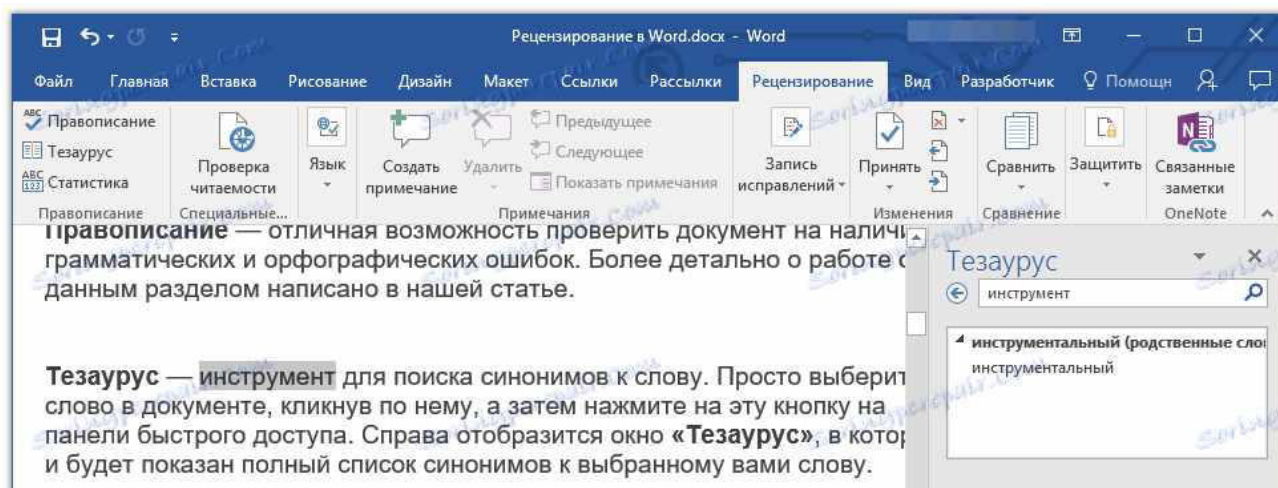 Рецензирование в Word.docx - Word
Файл Главная Вставка Рисование Дизайн Макет Ссылки Рассылки Рецензирование Вид Разработчик Помощн
ABC Правописание
Тезаурус
ABC 123 Статистика
Правописание
Проверка
читаемости
Специальные...
Язык
Создать
примечание
Удалить
Предыдущее
Следующее
Показать примечания
Примечания
Запись
исправлений
Принять
Изменения
Сравнить
Сравнение
Защитить
N
Связанные
заметки
OneNote
Правописание — отличная возможность проверить документ на наличи
грамматических и орфографических ошибок. Более детально о работе с
данным разделом написано в нашей статье.
Тезаурус — инструмент для поиска синонимов к слову. Просто выберит
слово в документе, кликнув по нему, а затем нажмите на эту кнопку на
панели быстрого доступа. Справа отобразится окно «Тезаурус», в котор
и будет показан полный список синонимов к выбранному вами слову.
Тезаурус
инструмент
инструментальный (родственные сло
инструментальный